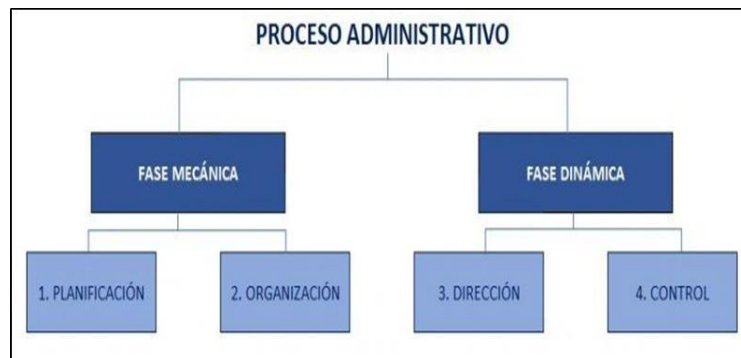 PROCESO ADMINISTRATIVO
FASE MECÁNICA
FASE DINÁMICA
1. PLANIFICACIÓN
2. ORGANIZACIÓN
3. DIRECCIÓN
4. CONTROL